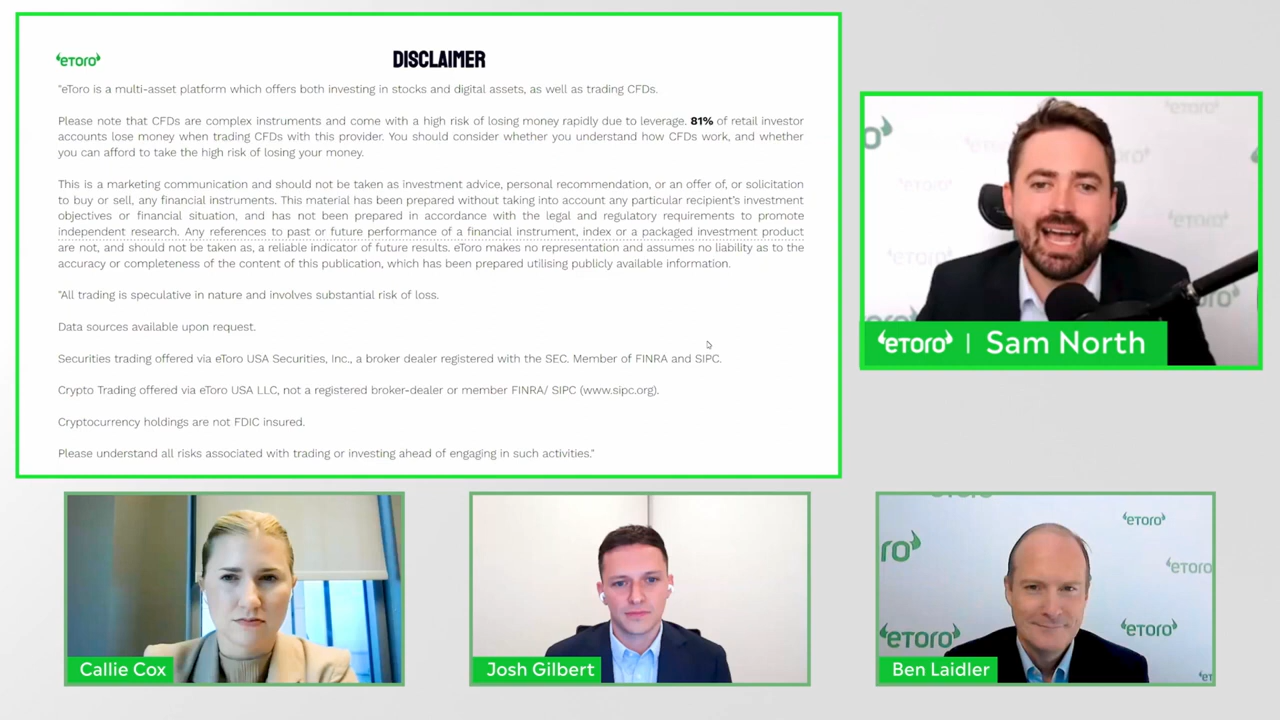 eToro
DISCLAIMER
"eToro is a multi-asset platform which offers both investing in stocks and digital assets, as well as trading CFDs.
Please note that CFDs are complex instruments and come with a high risk of losing money rapidly due to leverage. 81% of retail investor
accounts lose money when trading CFDs with this provider. You should consider whether you understand how CFDs work, and whether
you can afford to take the high risk of losing your money.
This is a marketing communication and should not be taken as investment advice, personal recommendation, or an offer of, or solicitation
to buy or sell, any financial instruments. This material has been prepared without taking into account any particular recipient's investment
objectives or financial situation, and has not been prepared in accordance with the legal and regulatory requirements to promote
independent research. Any references to past or future performance of a financial instrument, index or a packaged investment product
are not, and should not be taken as, a reliable indicator of future results. eToro makes no representation and assumes no liability as to the
accuracy or completeness of the content of this publication, which has been prepared utilising publicly available information.
"All trading is speculative in nature and involves substantial risk of loss.
Data sources available upon request.
Securities trading offered via eToro USA Securities, Inc., a broker dealer registered with the SEC. Member of FINRA and SIPC.
Crypto Trading offered via eToro USA LLC, not a registered broker-dealer or member FINRA/ SIPC (www.sipc.org).
Cryptocurrency holdings are not FDIC insured.
Please understand all risks associated with trading or investing ahead of engaging in such activities."
eToro | Sam North
Callie Cox
Josh Gilbert
eToro
eToro
eToro
eToro
Ben Laidler